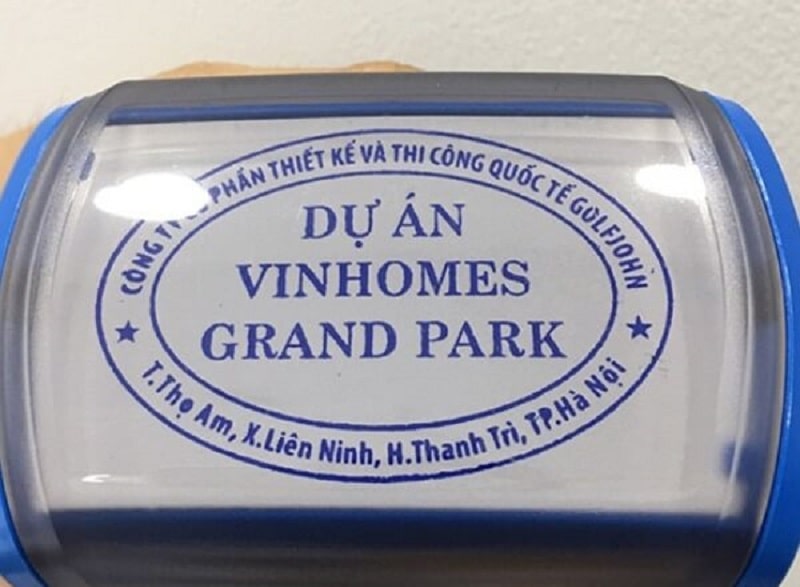 CÔNG TY PHẦN THIẾT KẾ VÀ THI CÔNG QUỐC TẾ GOLFJOHN
DỰ ÁN
VINHOMES
GRAND PARK
T.Thọ Am, X.Liên Ninh, H.Thanh Trì, TP.Hà Nội